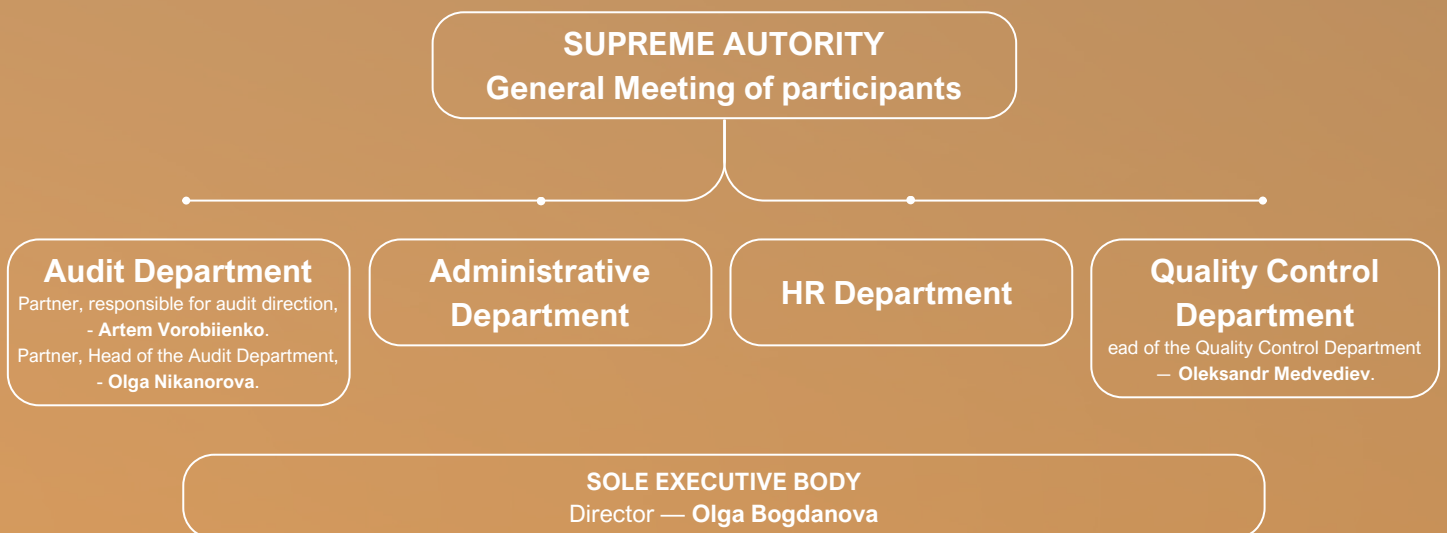 SUPREME AUTORITY
General Meeting of participants
Audit Department
Partner, responsible for audit direction,
- Artem Vorobiienko.
Partner, Head of the Audit Department,
- Olga Nikanorova.
Administrative
Department
HR Department
Quality Control
Department
ead of the Quality Control Department
— Oleksandr Medvediev.
SOLE EXECUTIVE BODY
Director — Olga Bogdanova